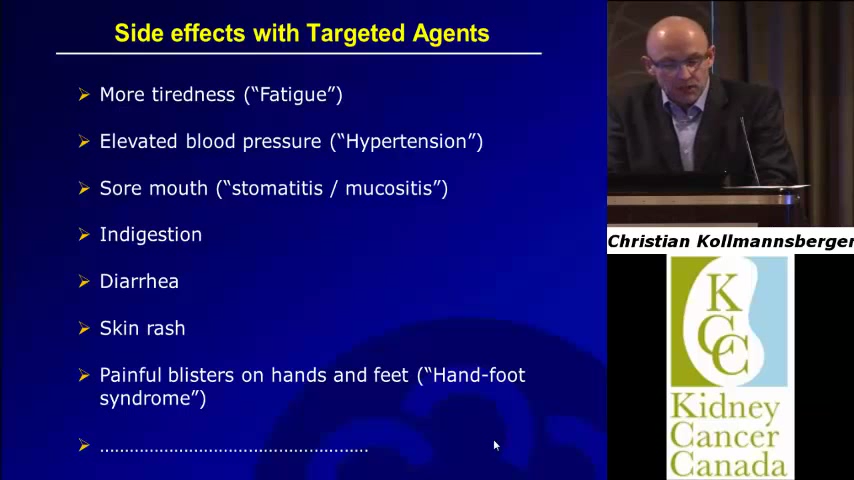 Side effects with Targeted Agents
More tiredness (“Fatigue”)
Elevated blood pressure (“Hypertension”)
Sore mouth (“stomatitis / mucositis”)
Indigestion
Diarrhea
Skin rash
Painful blisters on hands and feet (“Hand-foot
syndrome”)
................................................
Christian Kollmannsberger
K
C
C
Kidney
Cancer
Canada